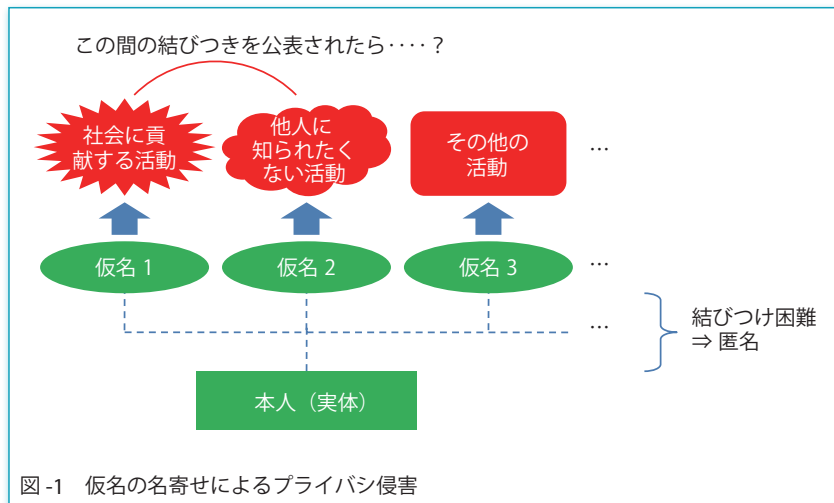 この間の結びつきを公表されたら‥‥？
社会に貢
献する活動
他人に
知られたく
ない活動
その他の
活動
…
仮名 1
仮名 2
仮名 3
…
…
結びつけ困難
⇒ 匿名
本人（実体）
図 -1　仮名の名寄せによるプライバシ侵害